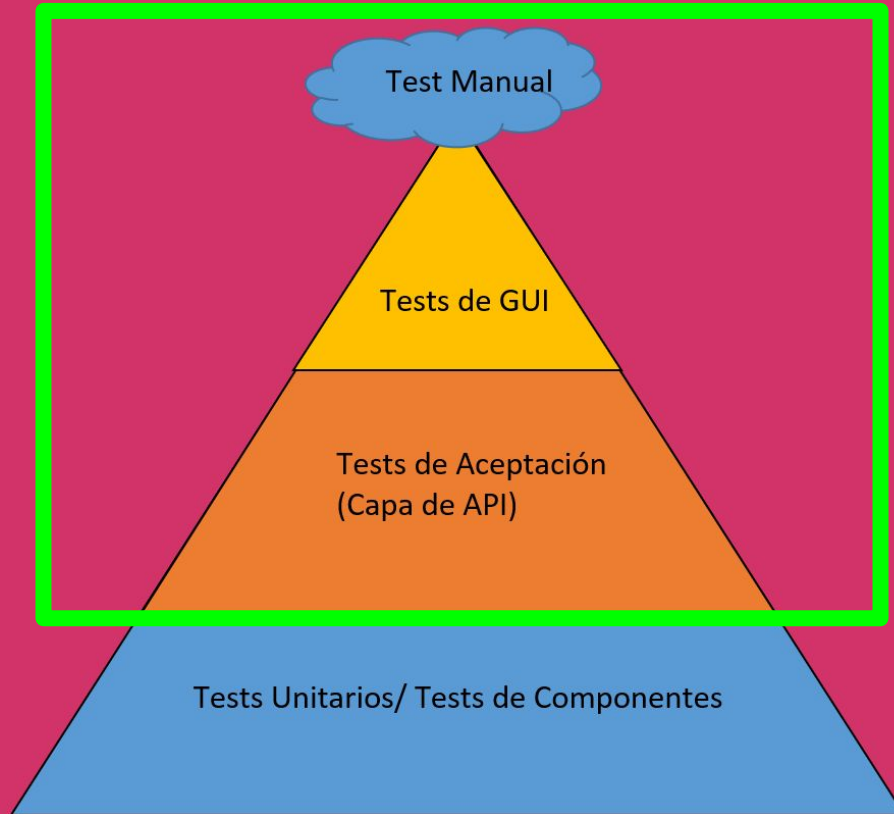 Test Manual
Tests de GUI
Tests de Aceptación
(Capa de API)
Tests Unitarios/ Tests de Componentes